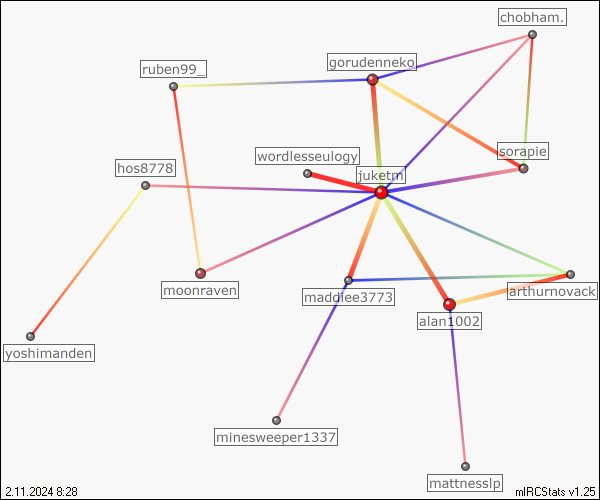 chobham.
gorudenneko
ruben99_
sorapie
wordlesseulogy
hos8778
juketm
moonraven
maddiee3773
arthurnovack
alan1002
yoshimanden
minesweeper1337
mattnesslp
2.11.2024 8:28
mIRCStats v1.25